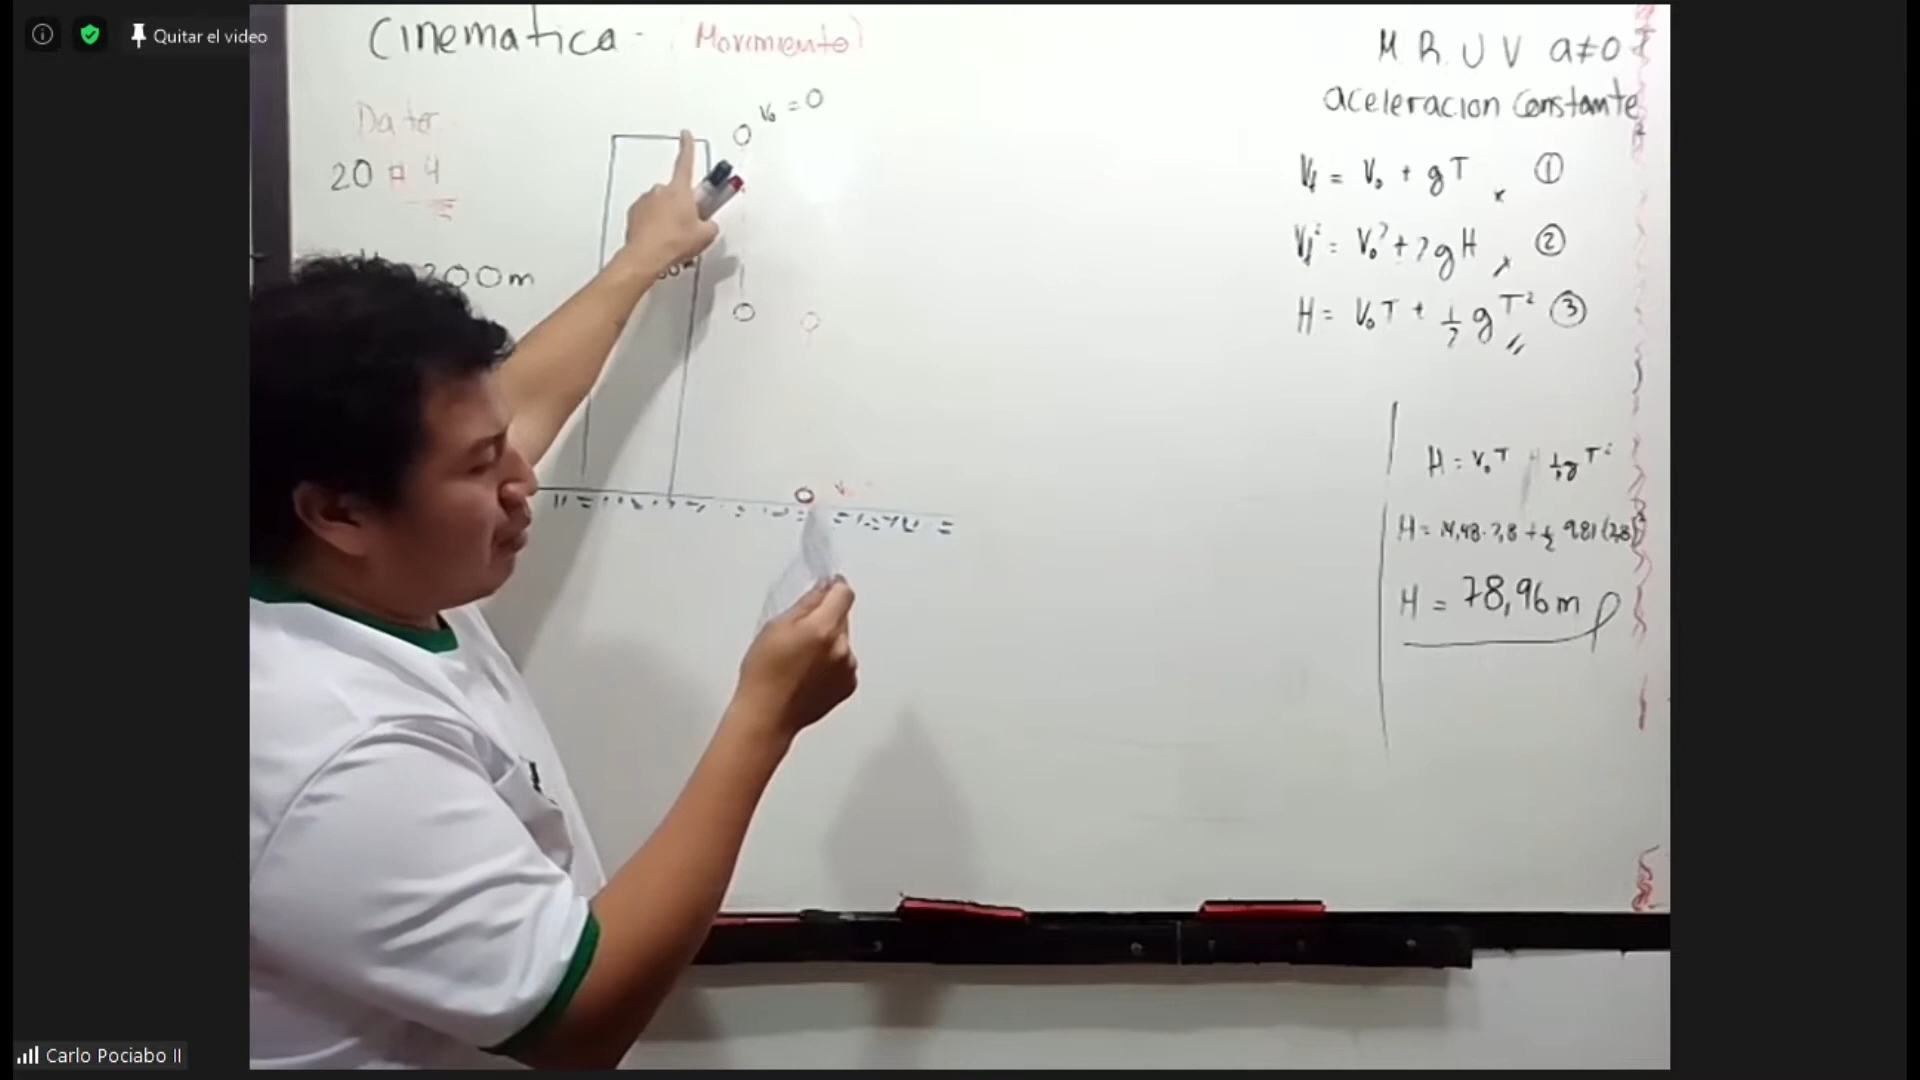 Quitar el video
Cinematica - (Movimiento)
Datos
20 4
200m
V₀ = 0
M. R. U V a≠0
aceleracion constante
Vf = V₀ + gT ①
Vf² = V₀² + 2gH ②
H = V₀T + ½ gT² ③
H = V₀T + ½gT²
H = 14,48 · 2,8 + ½ 9,81 (2,8)²
H = 78,96 m
Carlo Pociabo II